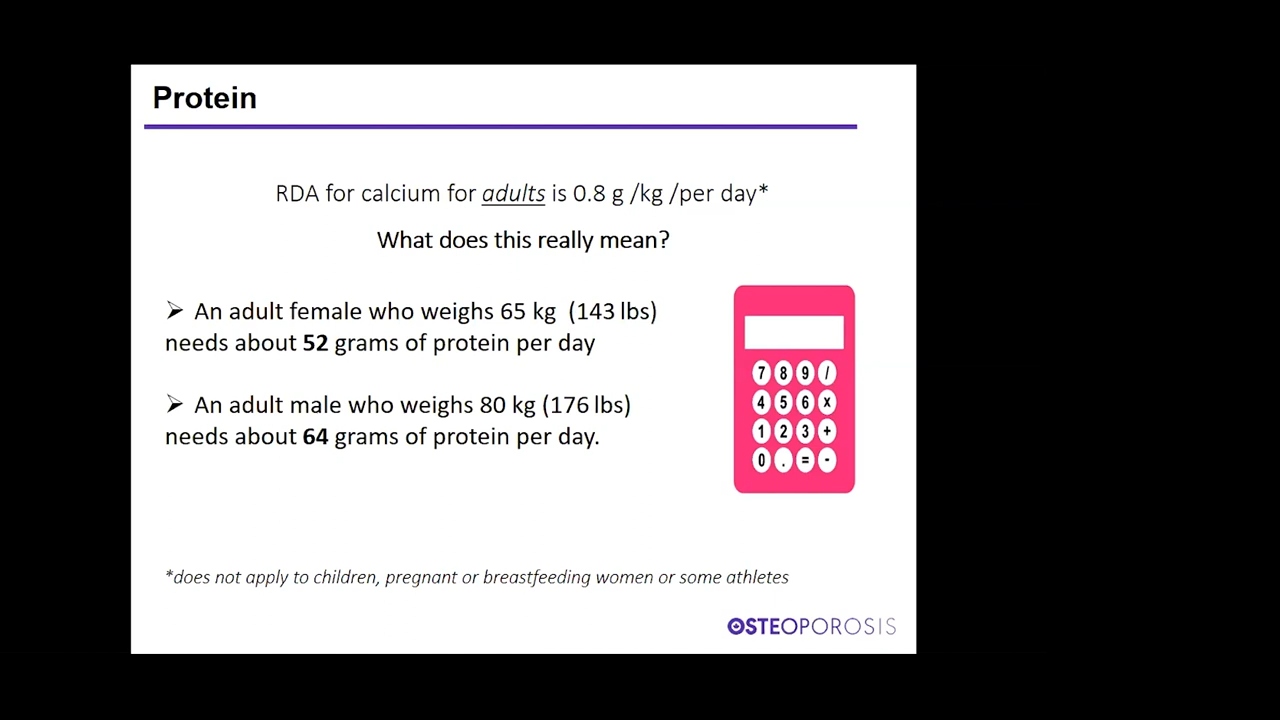 Protein
RDA for calcium for adults is 0.8 g /kg /per day*
What does this really mean?
➢ An adult female who weighs 65 kg (143 lbs)
needs about 52 grams of protein per day
➢ An adult male who weighs 80 kg (176 lbs)
needs about 64 grams of protein per day.
7 8 9 /
4 5 6 x
1 2 3 +
0 . = -
*does not apply to children, pregnant or breastfeeding women or some athletes
OSTEOPOROSIS